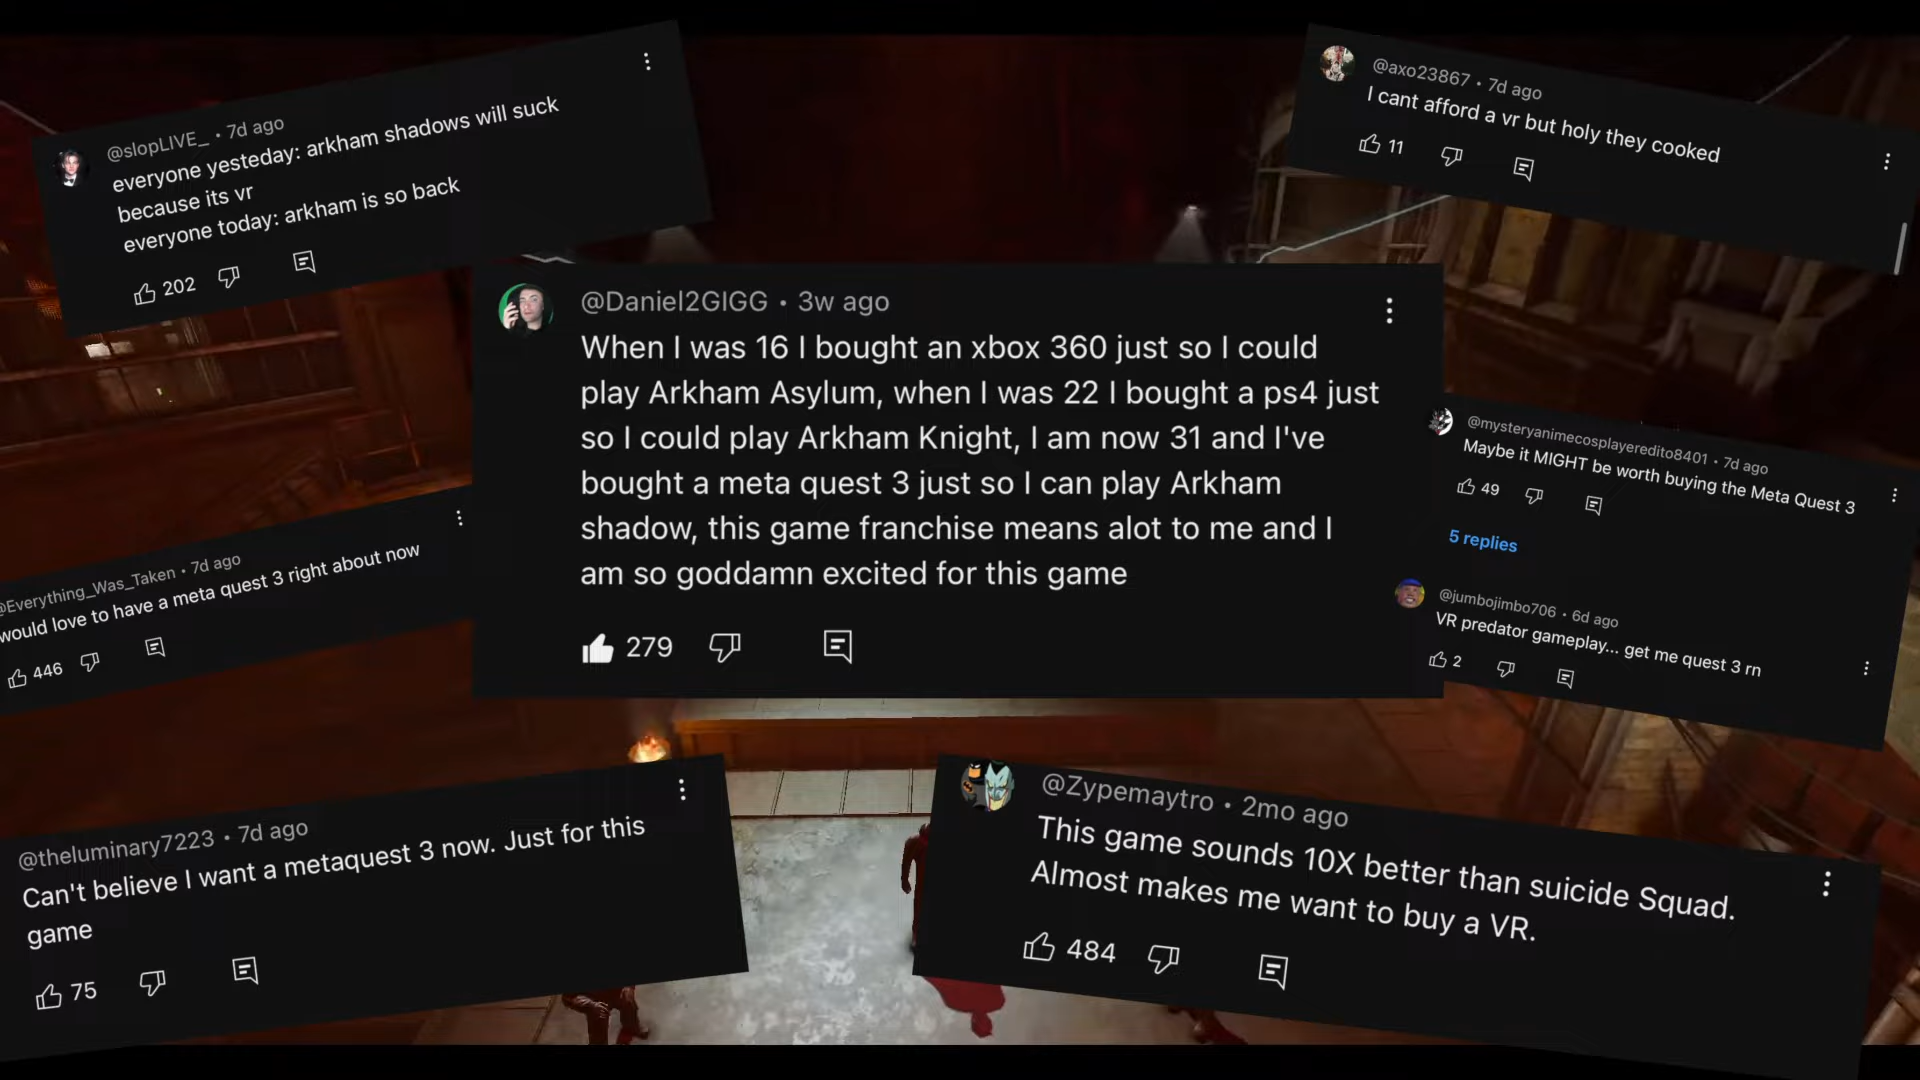 @slopLIVE_ • 7d ago
everyone yesteday: arkham shadows will suck
because its vr
everyone today: arkham is so back
202
@axo23867 • 7d ago
I cant afford a vr but holy they cooked
11
@Daniel2GIGG • 3w ago
When I was 16 I bought an xbox 360 just so I could
play Arkham Asylum, when I was 22 I bought a ps4 just
so I could play Arkham Knight, I am now 31 and I've
bought a meta quest 3 just so I can play Arkham
shadow, this game franchise means alot to me and I
am so goddamn excited for this game
279
@mysteryanimecosplayeredito8401 • 7d ago
Maybe it MIGHT be worth buying the Meta Quest 3
49
5 replies
@jumbojimbo706 • 6d ago
VR predator gameplay... get me quest 3 rn
2
@Everything_Was_Taken • 7d ago
would love to have a meta quest 3 right about now
446
@theluminary7223 • 7d ago
Can't believe I want a metaquest 3 now. Just for this
game
75
@Zypemaytro • 2mo ago
This game sounds 10X better than suicide Squad.
Almost makes me want to buy a VR.
484